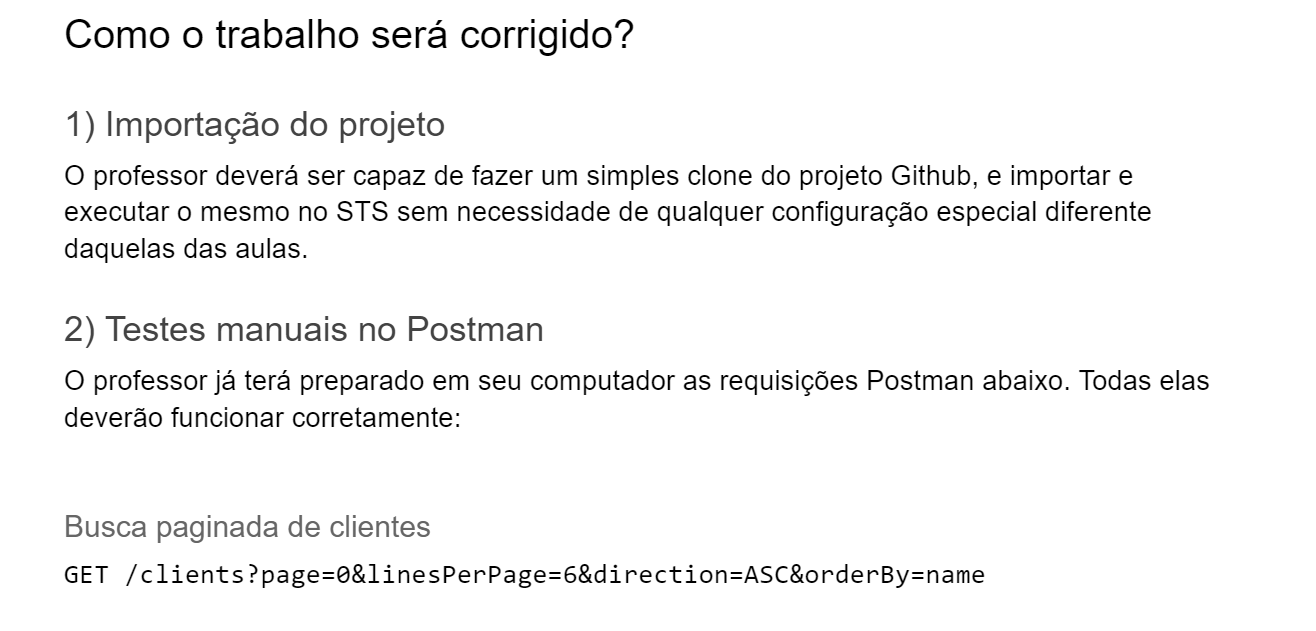 Como o trabalho será corrigido?
1) Importação do projeto
O professor deverá ser capaz de fazer um simples clone do projeto Github, e importar e
executar o mesmo no STS sem necessidade de qualquer configuração especial diferente
daquelas das aulas.
2) Testes manuais no Postman
O professor já terá preparado em seu computador as requisições Postman abaixo. Todas elas
deverão funcionar corretamente:
Busca paginada de clientes
GET /clients?page=0&linesPerPage=6&direction=ASC&orderBy=name